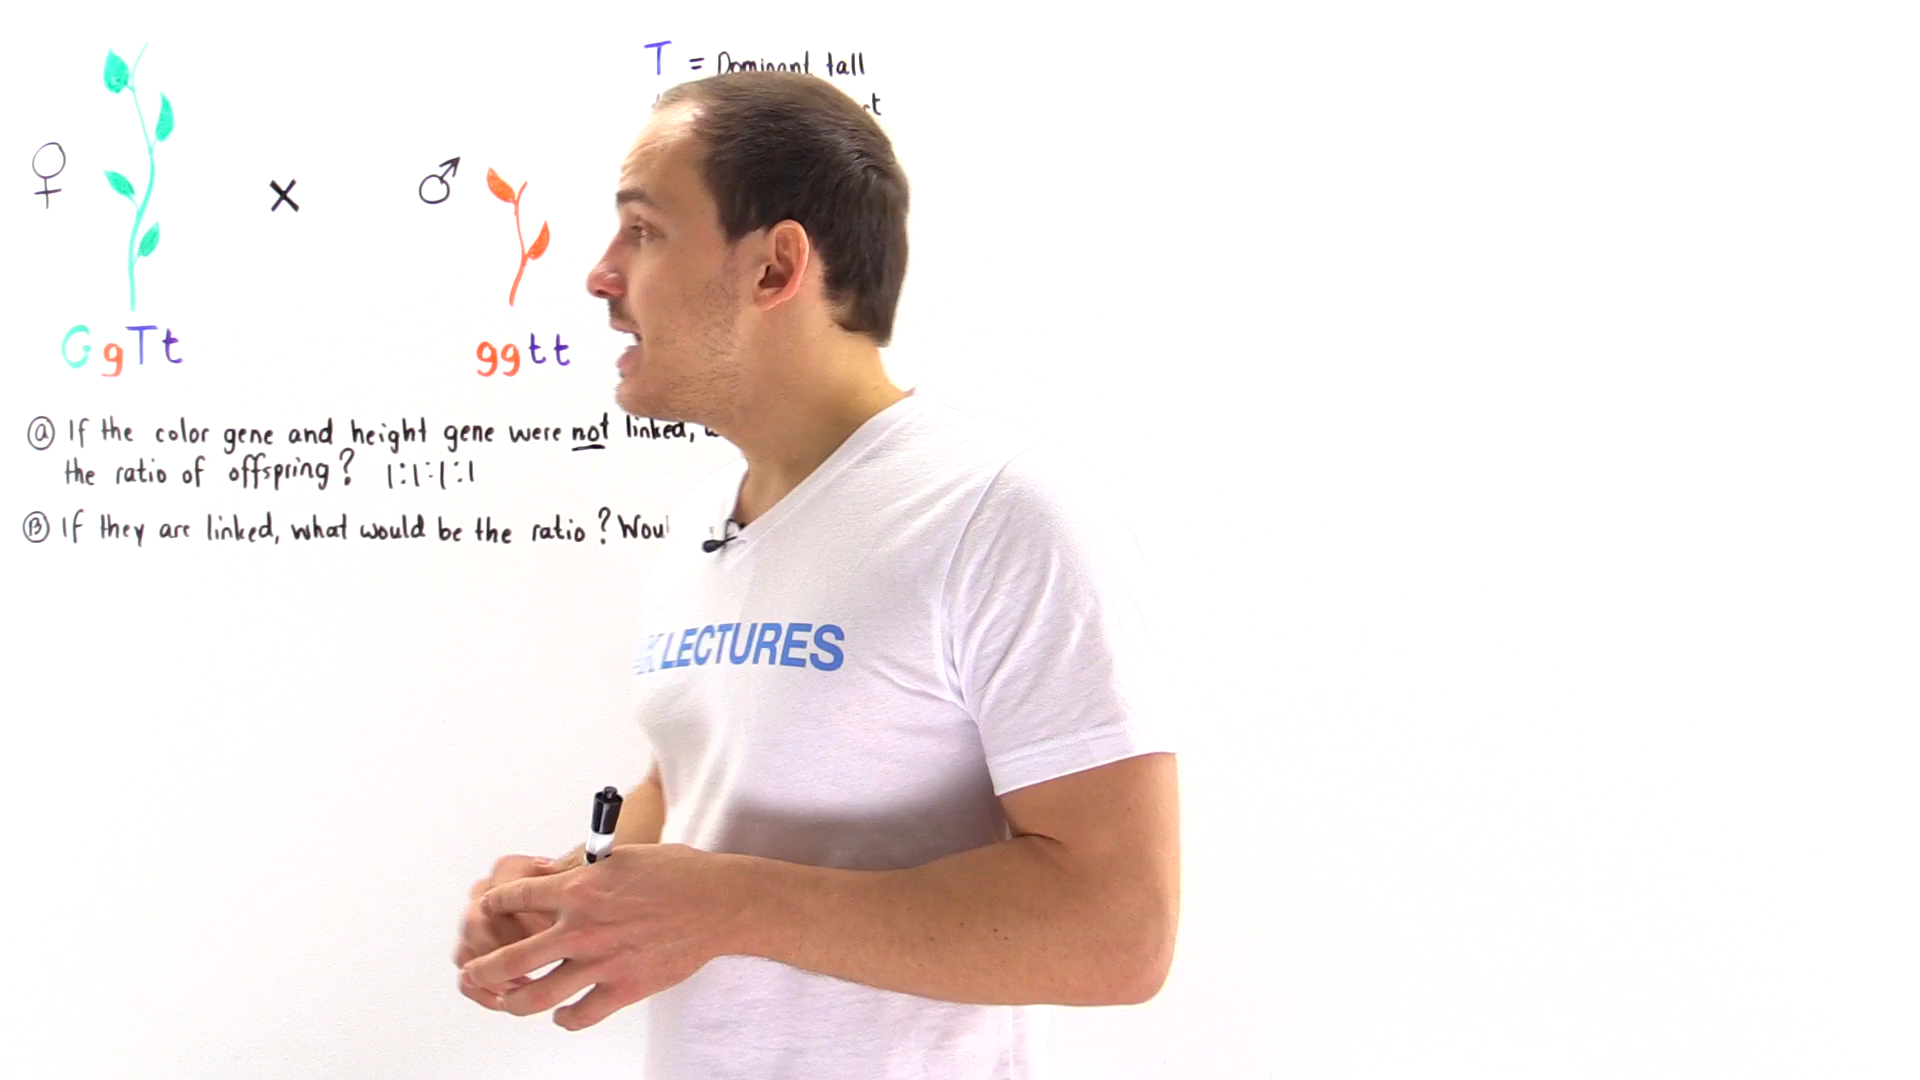 T = Dominant tall
♀ X ♂
GgTt ggtt
Ⓐ If the color gene and height gene were not linked,
the ratio of offspring? 1:1:1:1
Ⓑ If they are linked, what would be the ratio?
LECTURES